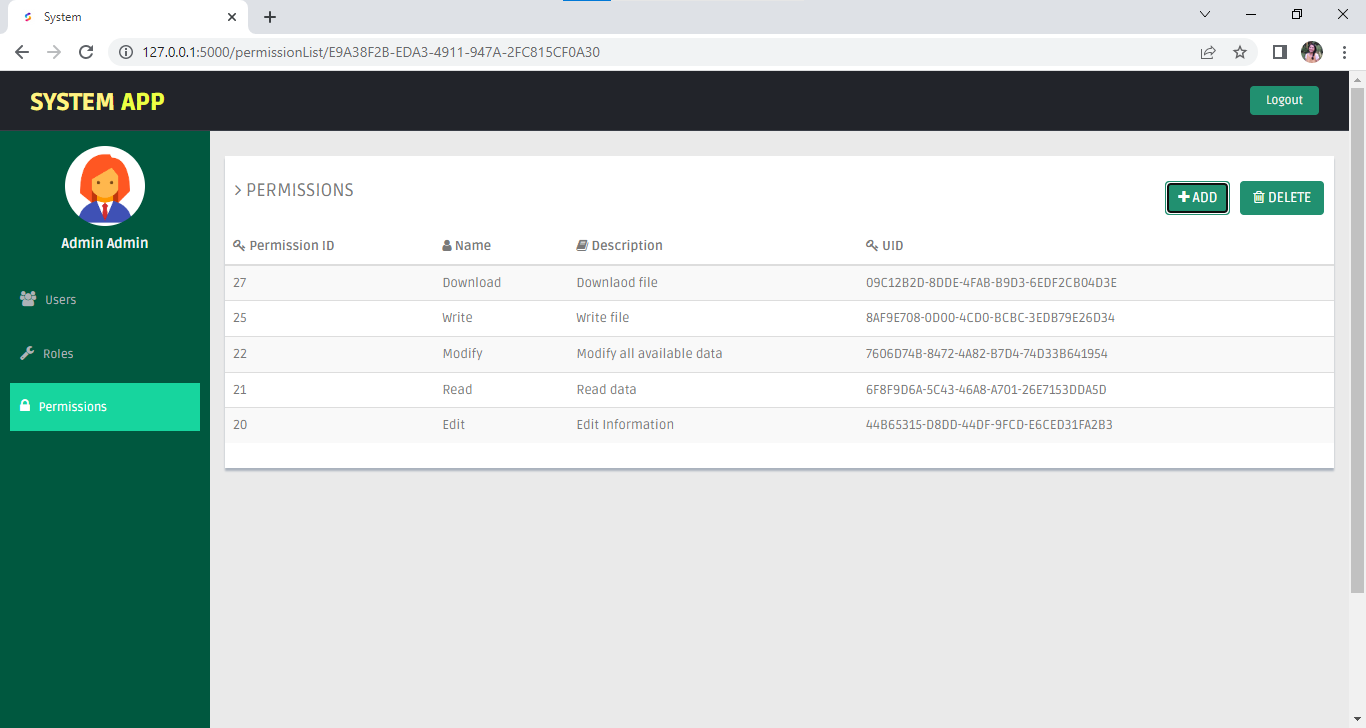 System
127.0.0.1:5000/permissionList/E9A38F2B-EDA3-4911-947A-2FC815CF0A30
SYSTEM APP
Logout
Admin Admin
Users
Roles
Permissions
PERMISSIONS
ADD
DELETE
Permission ID Name Description UID
27 Download Downlaod file 09C12B2D-8DDE-4FAB-B9D3-6EDF2CB04D3E
25 Write Write file 8AF9E708-0D00-4CD0-BCBC-3EDB79E26D34
22 Modify Modify all available data 7606D74B-8472-4A82-B7D4-74D33B641954
21 Read Read data 6F8F9D6A-5C43-46A8-A701-26E7153DDA5D
20 Edit Edit Information 44B65315-D8DD-44DF-9FCD-E6CED31FA2B3